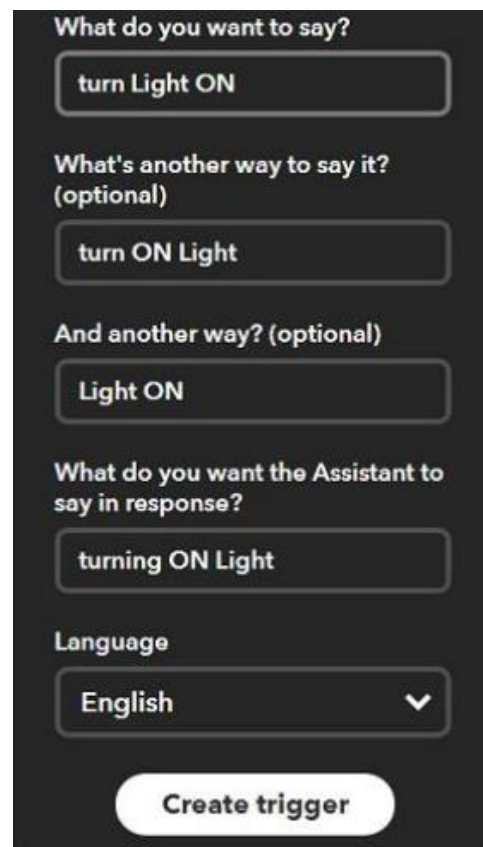 What do you want to say?
turn Light ON
What's another way to say it?
(optional)
turn ON Light
And another way? (optional)
Light ON
What do you want the Assistant to
say in response?
turning ON Light
Language
English
Create trigger